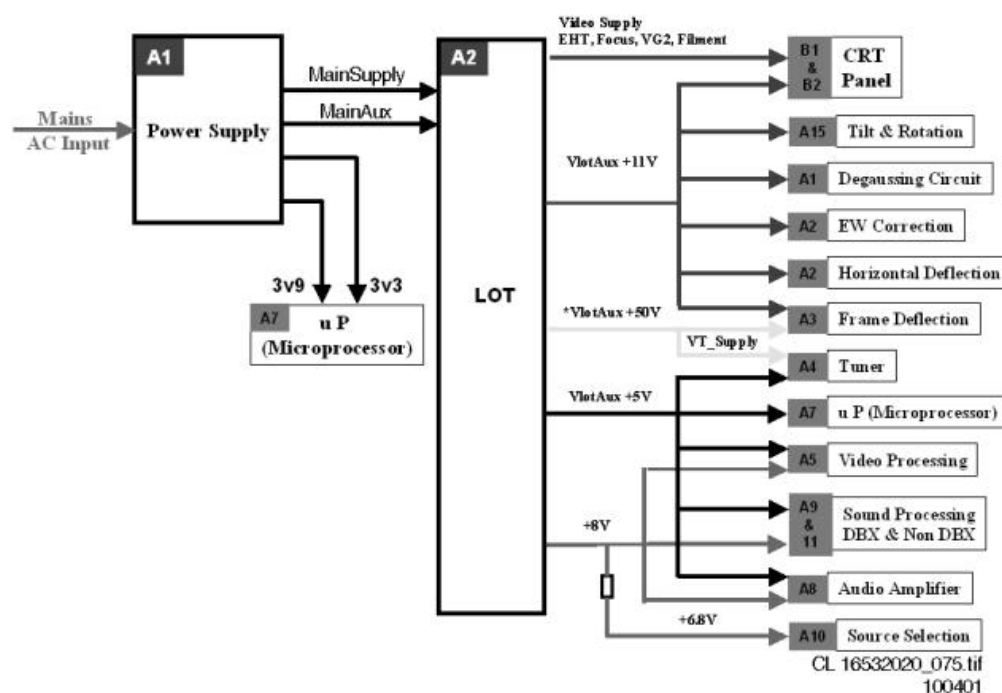 Video Supply
EHT, Focus, VG2, Filment
A1
A2
B1
&
B2
CRT
Panel
MainSupply
MainAux
Mains
AC Input
Power Supply
A15
Tilt & Rotation
VlotAux +11V
A1
Degaussing Circuit
A2
EW Correction
3v9
3v3
LOT
A2
Horizontal Deflection
A7
u P
(Microprocessor)
*VlotAux +50V
A3
Frame Deflection
VT_Supply
A4
Tuner
VlotAux +5V
A7
u P (Microprocessor)
A5
Video Processing
+8V
A9
&
11
Sound Processing
DBX & Non DBX
A8
Audio Amplifier
+6.8V
A10
Source Selection
CL 16532020_075.tif
100401